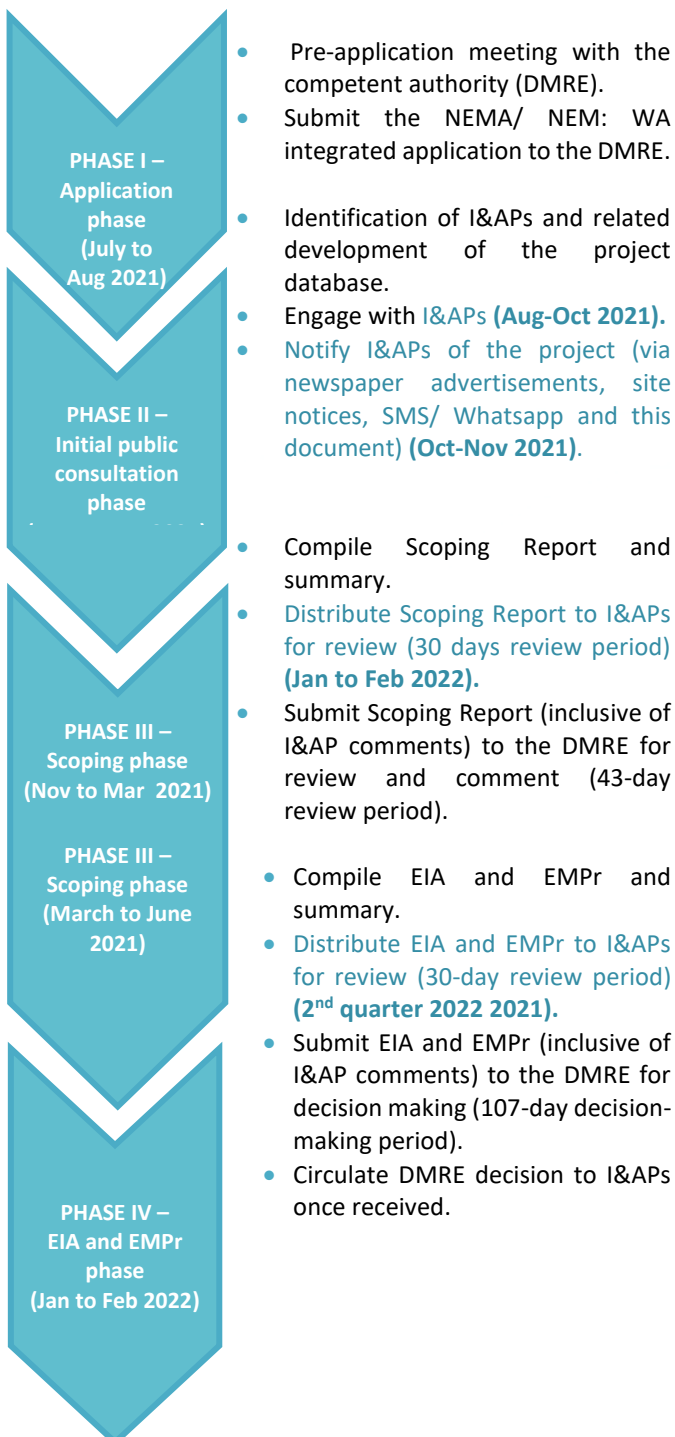 PHASE I –
Application
phase
(July to
Aug 2021)
• Pre-application meeting with the
competent authority (DMRE).
• Submit the NEMA/ NEM: WA
integrated application to the DMRE.
• Identification of I&APs and related
development of the project
database.
• Engage with I&APs (Aug-Oct 2021).
• Notify I&APs of the project (via
newspaper advertisements, site
notices, SMS/ Whatsapp and this
document) (Oct-Nov 2021).
PHASE II –
Initial public
consultation
phase
• Compile Scoping Report and
summary.
• Distribute Scoping Report to I&APs
for review (30 days review period)
(Jan to Feb 2022).
• Submit Scoping Report (inclusive of
I&AP comments) to the DMRE for
review and comment (43-day
review period).
PHASE III –
Scoping phase
(Nov to Mar 2021)
PHASE III –
Scoping phase
(March to June
2021)
• Compile EIA and EMPr and
summary.
• Distribute EIA and EMPr to I&APs
for review (30-day review period)
(2nd quarter 2022 2021).
• Submit EIA and EMPr (inclusive of
I&AP comments) to the DMRE for
decision making (107-day decision-
making period).
• Circulate DMRE decision to I&APs
once received.
PHASE IV –
EIA and EMPr
phase
(Jan to Feb 2022)